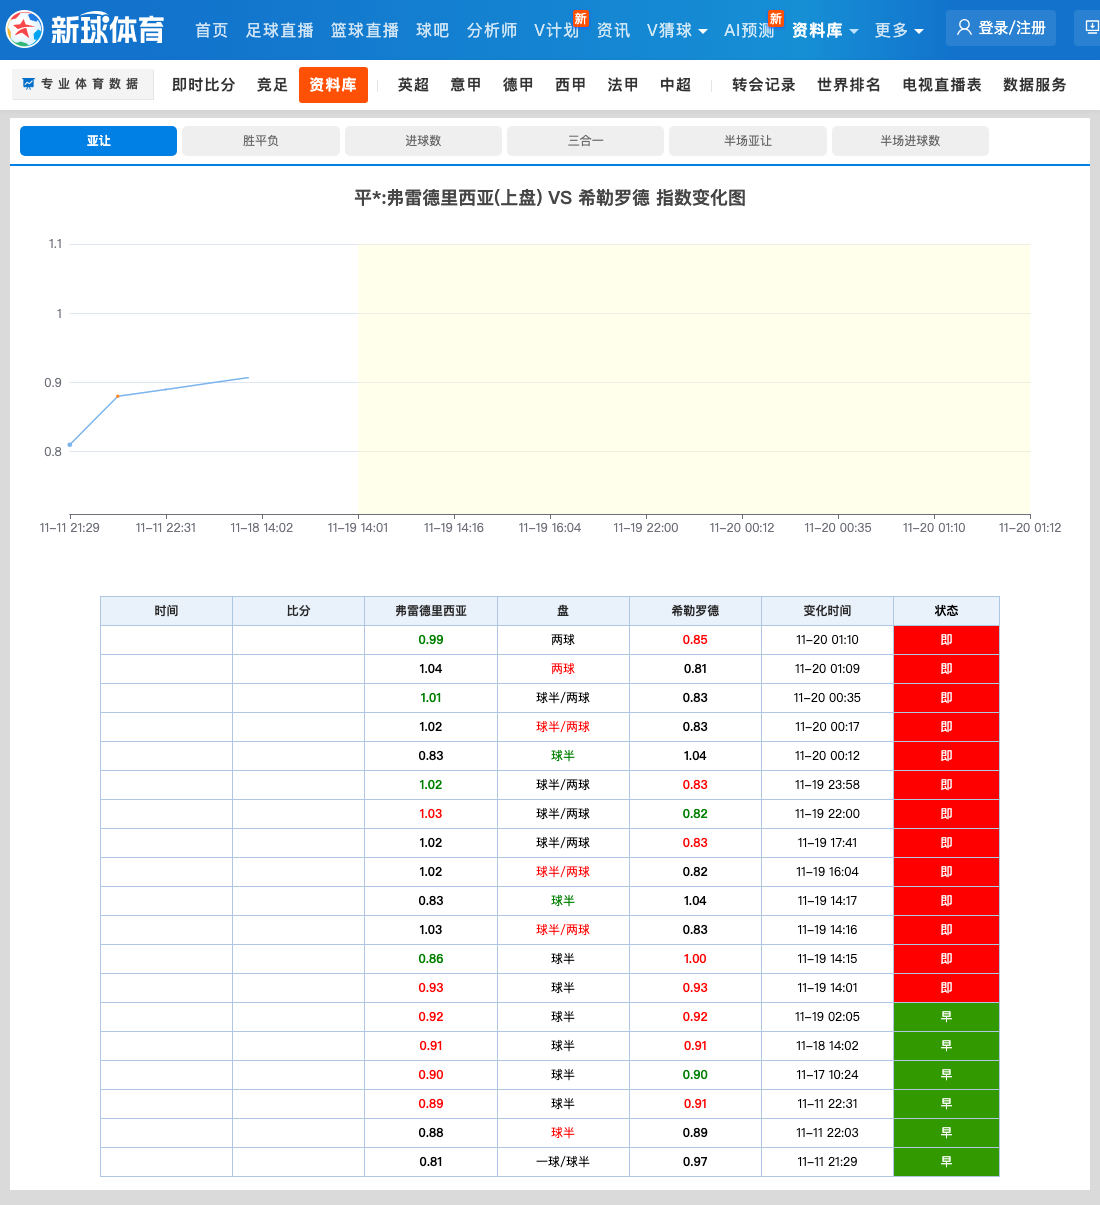 新球体育 首页 足球直播 篮球直播 球吧 分析师 V计划 新 资讯 V猜球 AI预测 新 资料库 更多 登录/注册
专业体育数据 即时比分 竞足 资料库 英超 意甲 德甲 西甲 法甲 中超 转会记录 世界排名 电视直播表 数据服务
亚让 胜平负 进球数 三合一 半场亚让 半场进球数
平*:弗雷德里西亚(上盘) VS 希勒罗德 指数变化图
1.1
1
0.9
0.8
11-11 21:29 11-11 22:31 11-18 14:02 11-19 14:01 11-19 14:16 11-19 16:04 11-19 22:00 11-20 00:12 11-20 00:35 11-20 01:10 11-20 01:12
时间 比分 弗雷德里西亚 盘 希勒罗德 变化时间 状态
0.99 两球 0.85 11-20 01:10 即
1.04 两球 0.81 11-20 01:09 即
1.01 球半/两球 0.83 11-20 00:35 即
1.02 球半/两球 0.83 11-20 00:17 即
0.83 球半 1.04 11-20 00:12 即
1.02 球半/两球 0.83 11-19 23:58 即
1.03 球半/两球 0.82 11-19 22:00 即
1.02 球半/两球 0.83 11-19 17:41 即
1.02 球半/两球 0.82 11-19 16:04 即
0.83 球半 1.04 11-19 14:17 即
1.03 球半/两球 0.83 11-19 14:16 即
0.86 球半 1.00 11-19 14:15 即
0.93 球半 0.93 11-19 14:01 即
0.92 球半 0.92 11-19 02:05 早
0.91 球半 0.91 11-18 14:02 早
0.90 球半 0.90 11-17 10:24 早
0.89 球半 0.91 11-11 22:31 早
0.88 球半 0.89 11-11 22:03 早
0.81 一球/球半 0.97 11-11 21:29 早